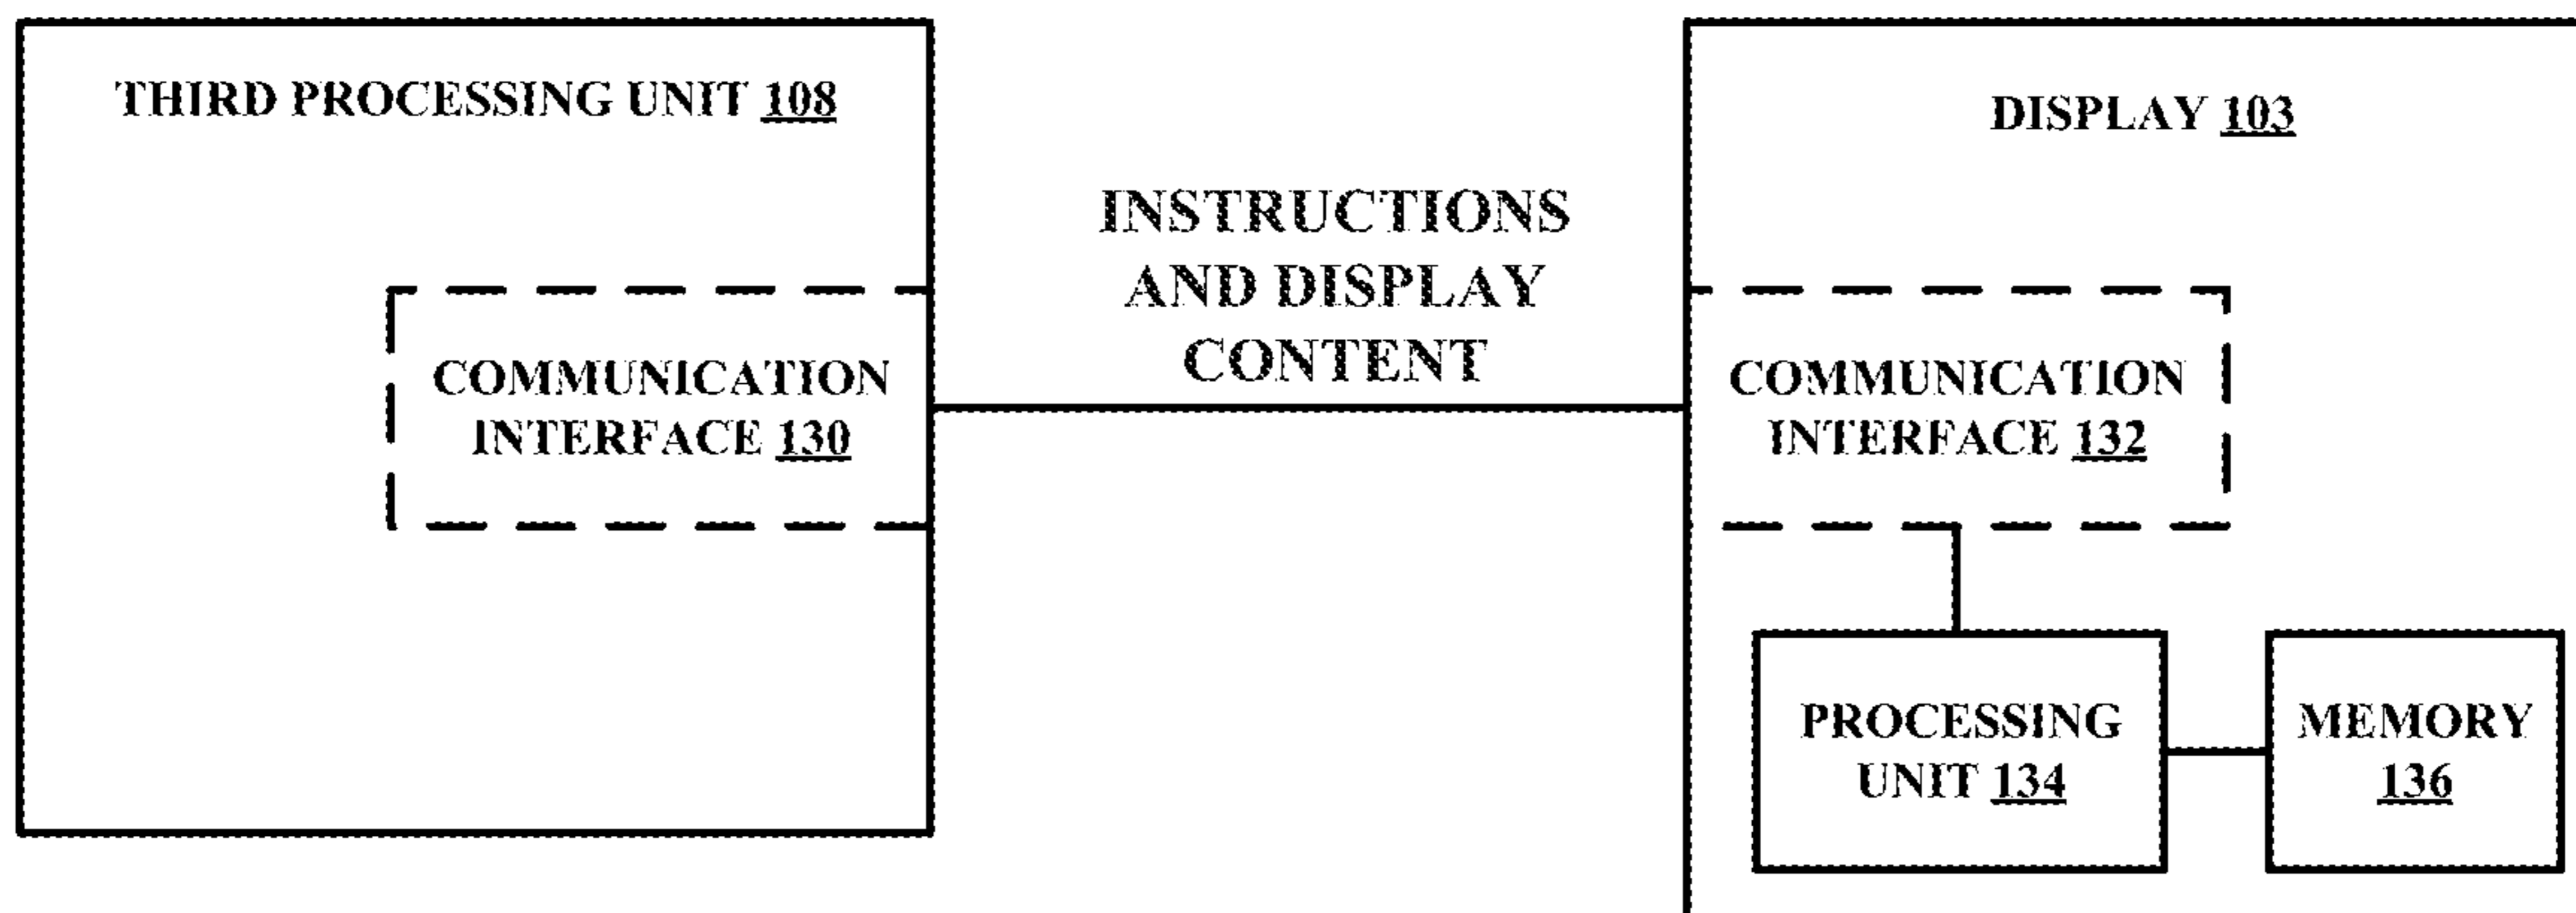 THIRD PROCESSING UNIT 108
DISPLAY 103
INSTRUCTIONS
AND DISPLAY
CONTENT
COMMUNICATION
INTERFACE 130
COMMUNICATION
INTERFACE 132
PROCESSING
UNIT 134
MEMORY
136